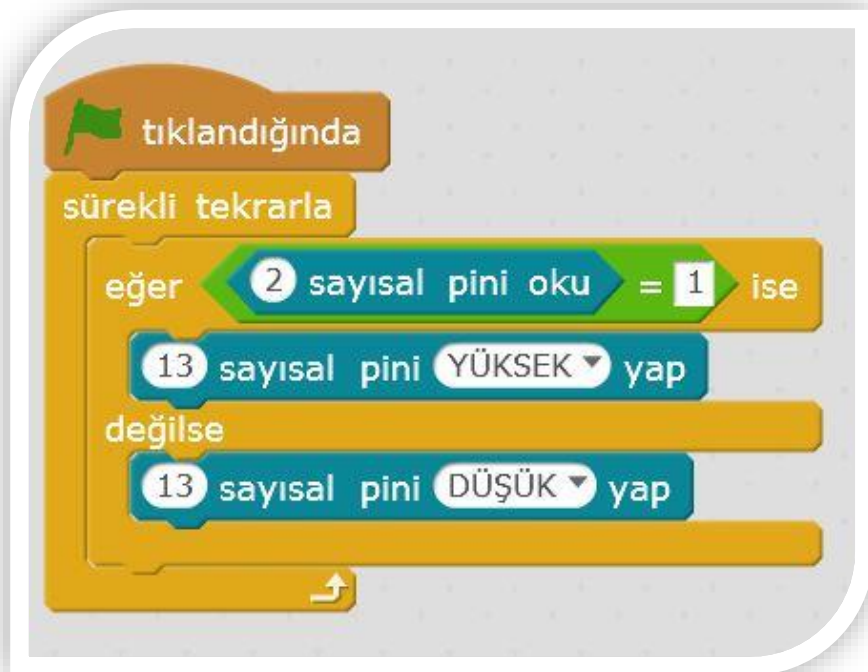 tıklandığında
sürekli tekrarla
eğer 2 sayısal pini oku = 1 ise
13 sayısal pini YÜKSEK yap
değilse
13 sayısal pini DÜŞÜK yap